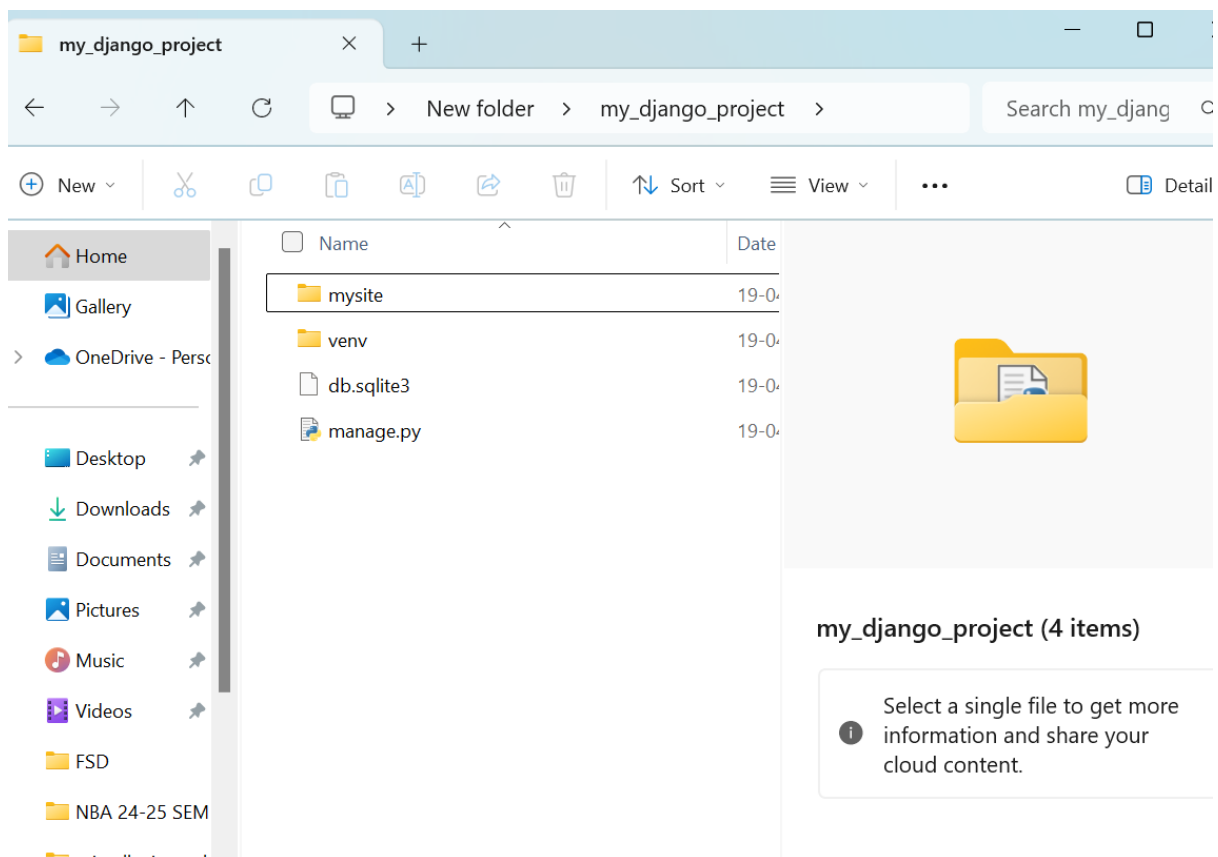 my_django_project
New folder > my_django_project >
Search my_djang
New
Sort
View
Detail
Home
Gallery
OneDrive - Perso
Desktop
Downloads
Documents
Pictures
Music
Videos
FSD
NBA 24-25 SEM
Name
Date
mysite
19-04
venv
19-04
db.sqlite3
19-04
manage.py
19-04
my_django_project (4 items)
Select a single file to get more
information and share your
cloud content.